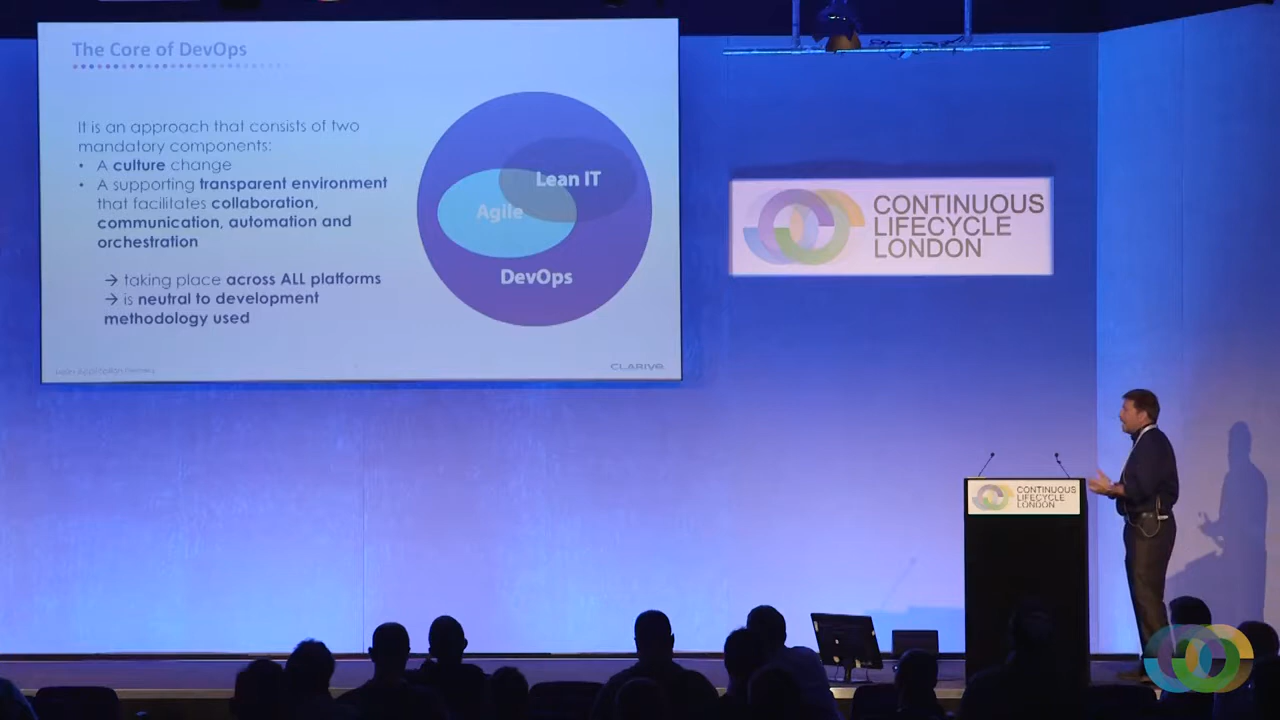 The Core of DevOps
It is an approach that consists of two
mandatory components:
• A culture change
• A supporting transparent environment
that facilitates collaboration,
communication, automation and
orchestration
→ taking place across ALL platforms
→ is neutral to development
methodology used
Lean IT
Agile
DevOps
CLARIVE
CONTINUOUS
LIFECYCLE
LONDON
CONTINUOUS
LIFECYCLE
LONDON